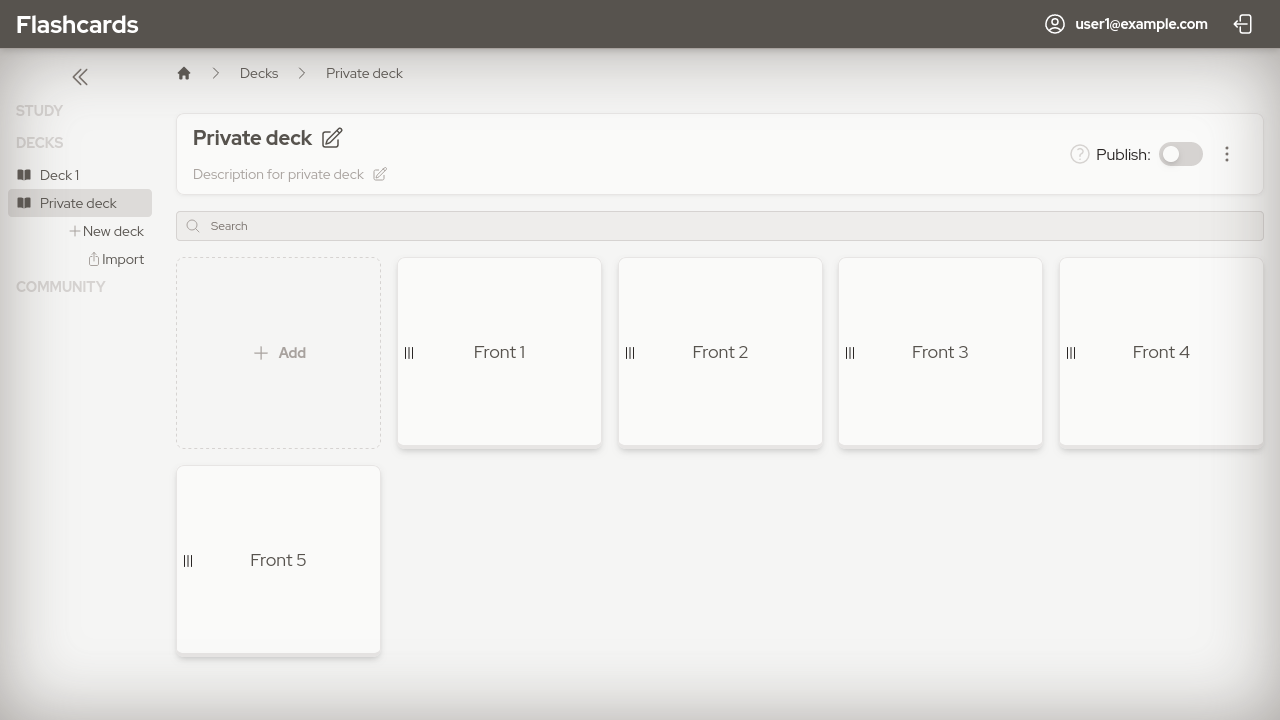 Flashcards
user1@example.com
Decks
Private deck
STUDY
DECKS
Deck 1
Private deck
New deck
Import
COMMUNITY
Private deck
Description for private deck
? Publish:
Search
Add
Front 1
Front 2
Front 3
Front 4
Front 5